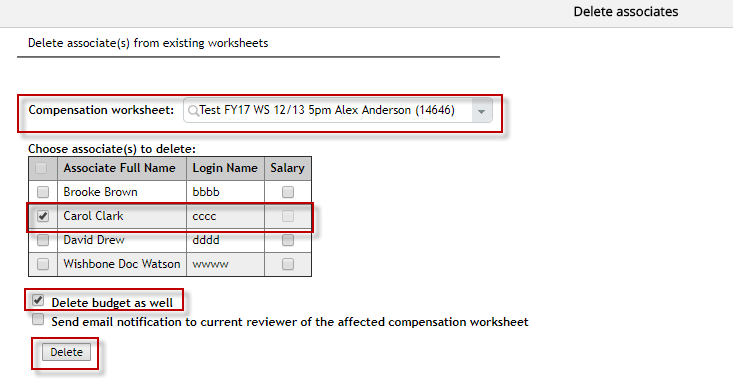 Delete associates
Delete associate(s) from existing worksheets
Compensation worksheet: Test FY17 WS 12/13 5pm Alex Anderson (14646)
Choose associate(s) to delete:
Associate Full Name Login Name Salary
Brooke Brown bbbb
Carol Clark cccc
David Drew dddd
Wishbone Doc Watson wwww
Delete budget as well
Send email notification to current reviewer of the affected compensation worksheet
Delete